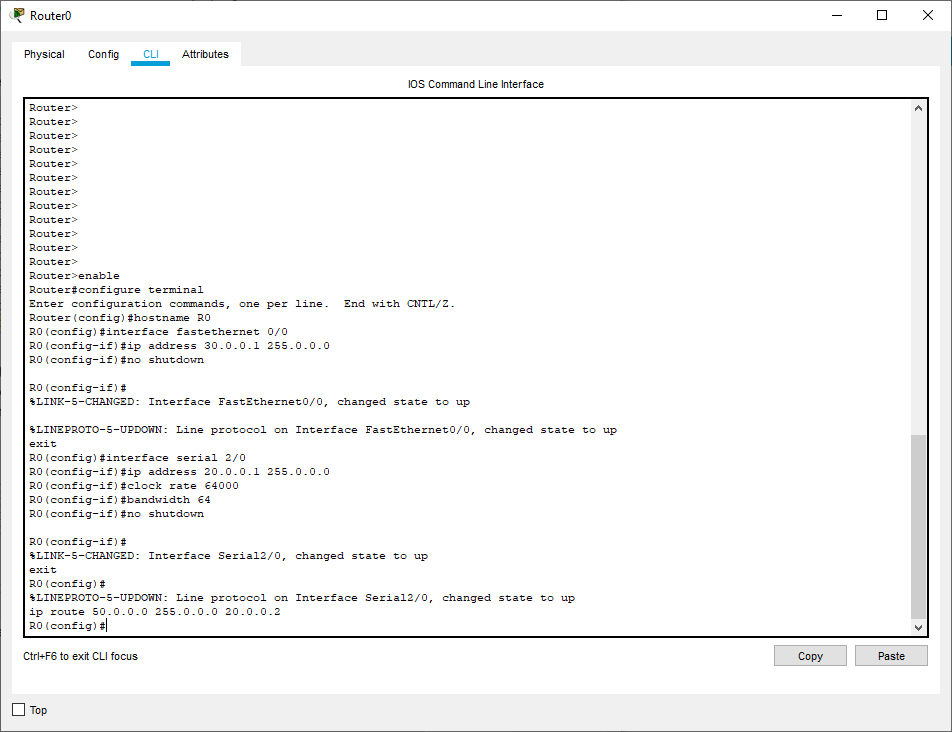 Router0
Physical Config CLI Attributes
IOS Command Line Interface
Router>
Router>
Router>
Router>
Router>
Router>
Router>
Router>
Router>
Router>
Router>
Router>
Router>enable
Router#configure terminal
Enter configuration commands, one per line.  End with CNTL/Z.
Router(config)#hostname R0
R0(config)#interface fastethernet 0/0
R0(config-if)#ip address 30.0.0.1 255.0.0.0
R0(config-if)#no shutdown
R0(config-if)#
%LINK-5-CHANGED: Interface FastEthernet0/0, changed state to up
%LINEPROTO-5-UPDOWN: Line protocol on Interface FastEthernet0/0, changed state to up
exit
R0(config)#interface serial 2/0
R0(config-if)#ip address 20.0.0.1 255.0.0.0
R0(config-if)#clock rate 64000
R0(config-if)#bandwidth 64
R0(config-if)#no shutdown
R0(config-if)#
%LINK-5-CHANGED: Interface Serial2/0, changed state to up
exit
R0(config)#
%LINEPROTO-5-UPDOWN: Line protocol on Interface Serial2/0, changed state to up
ip route 50.0.0.0 255.0.0.0 20.0.0.2
R0(config)#
Ctrl+F6 to exit CLI focus
Copy
Paste
Top